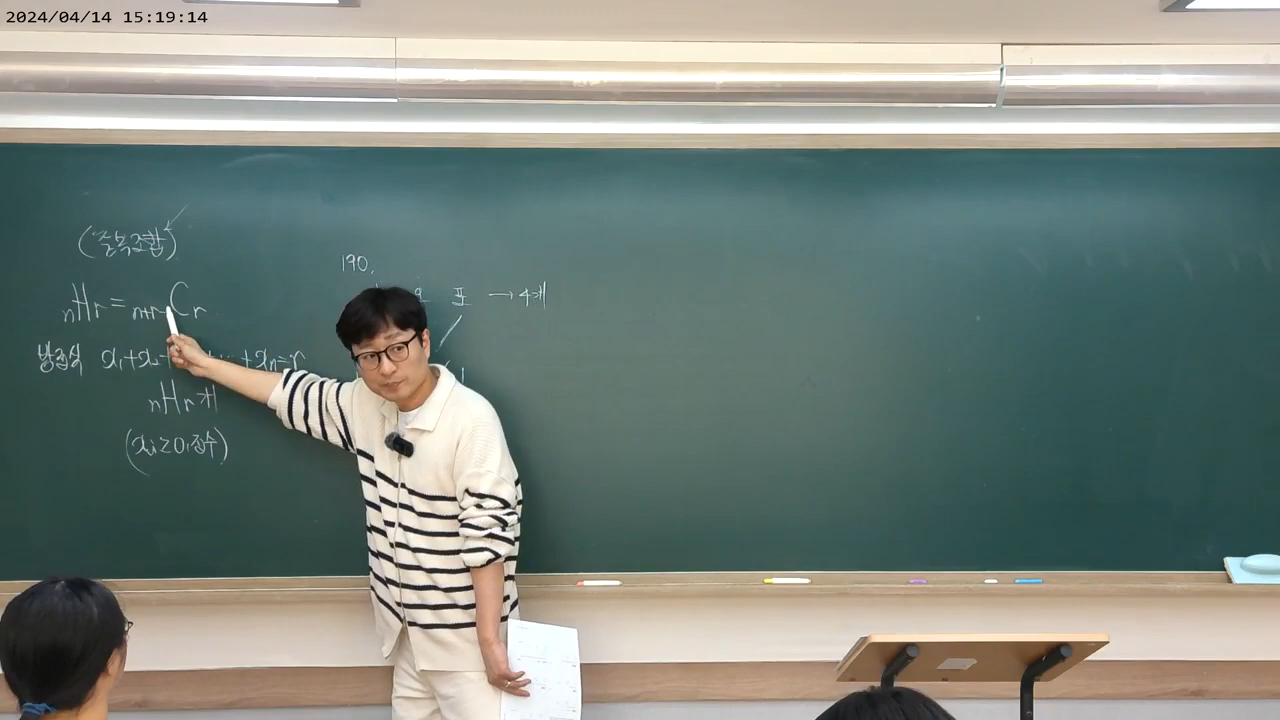 2024/04/14 15:19:14
(중복조합)
nHr = n+r-1Cr
방정식 x₁+x₂+ ... +xn=r
nHr개
(xi≥0, 정수)
190.
포 → 4개